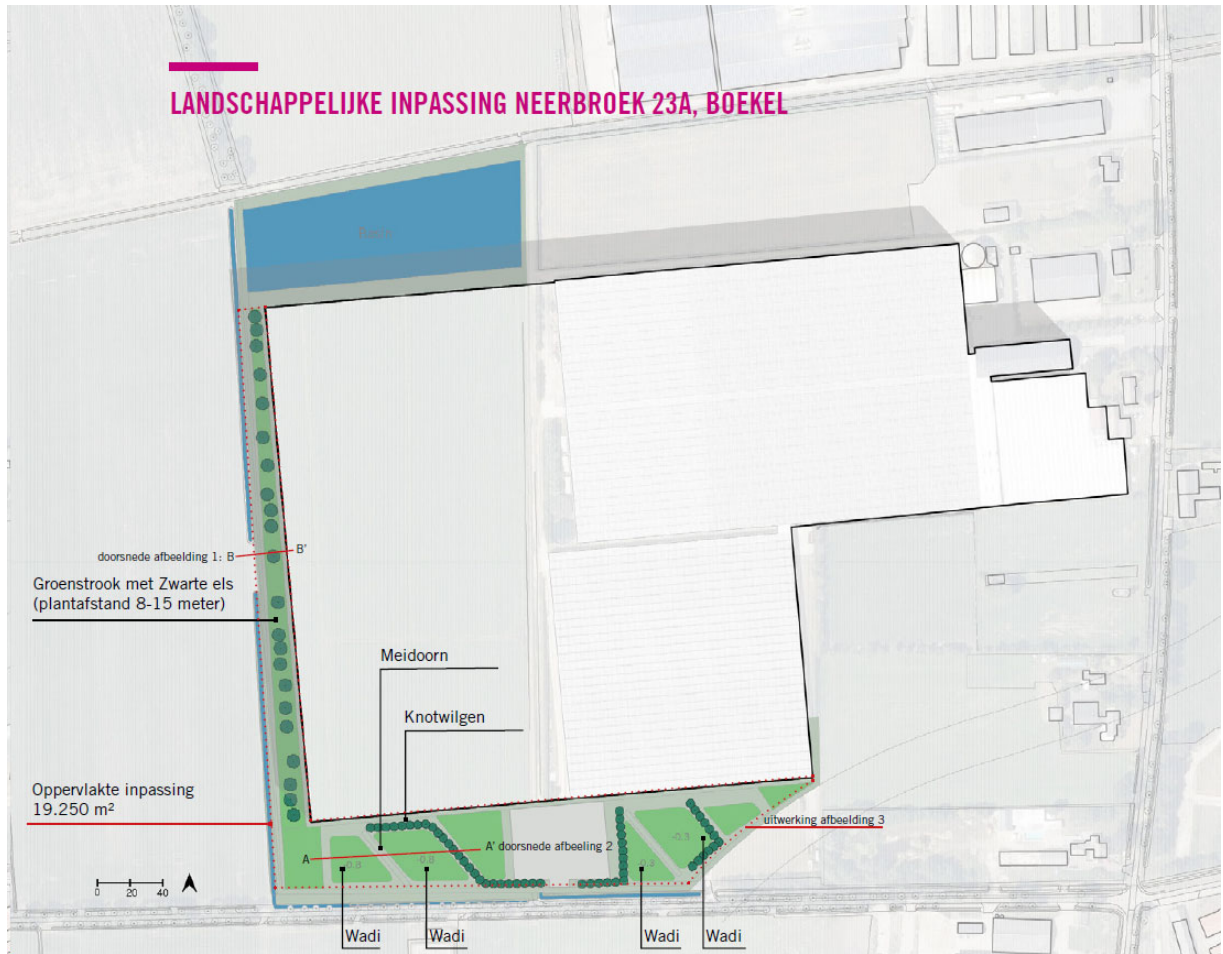 LANDSCHAPPELIJKE INPASSING NEERBROEK 23A, BOEKEL
doorsnede afbeelding 1: B
B'
Groenstrook met Zwarte els
(plantafstand 8-15 meter)
Meidoorn
Knotwilgen
Oppervlakte inpassing
19.250 m²
uitwerking afbeelding 3
A
A' doorsnede afbeeling 2
-0.8
-0.8
-0.3
-0.3
0 20 40
Wadi
Wadi
Wadi
Wadi